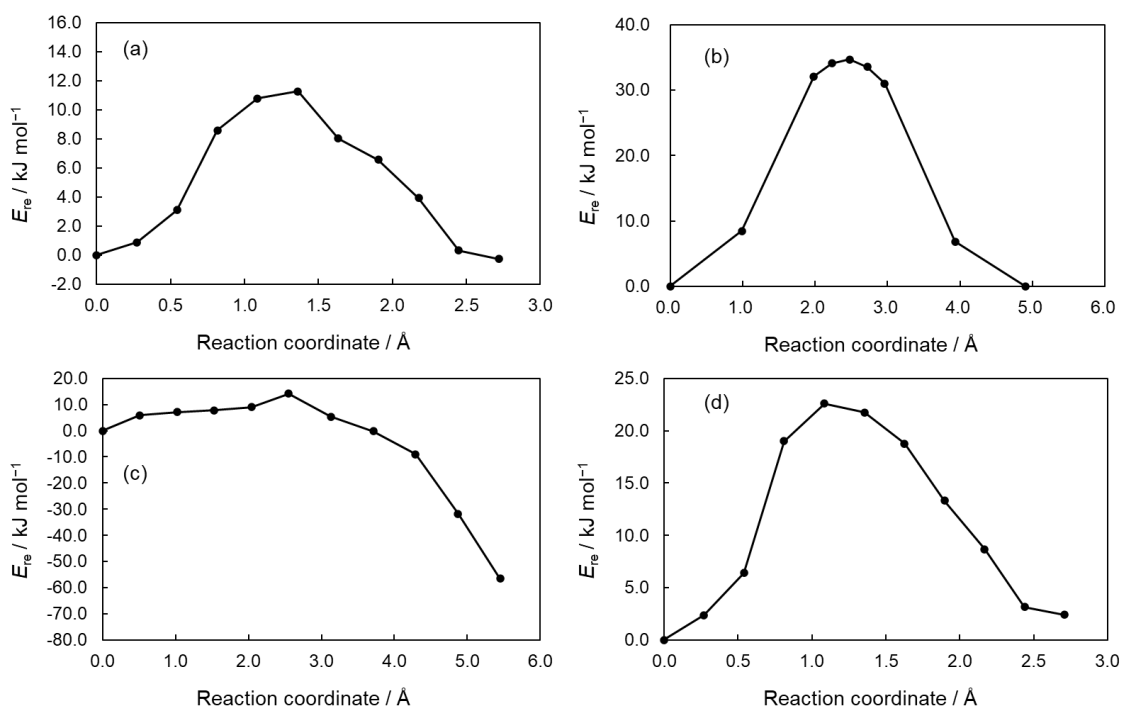 16.0
14.0
12.0
10.0
8.0
6.0
4.0
2.0
0.0
-2.0
(a)
E_re / kJ mol⁻¹
0.0 0.5 1.0 1.5 2.0 2.5 3.0
Reaction coordinate / Å
40.0
30.0
20.0
10.0
0.0
(b)
E_re / kJ mol⁻¹
0.0 1.0 2.0 3.0 4.0 5.0 6.0
Reaction coordinate / Å
20.0
10.0
0.0
-10.0
-20.0
-30.0
-40.0
-50.0
-60.0
-70.0
-80.0
(c)
E_re / kJ mol⁻¹
0.0 1.0 2.0 3.0 4.0 5.0 6.0
Reaction coordinate / Å
25.0
20.0
15.0
10.0
5.0
0.0
(d)
E_re / kJ mol⁻¹
0.0 0.5 1.0 1.5 2.0 2.5 3.0
Reaction coordinate / Å